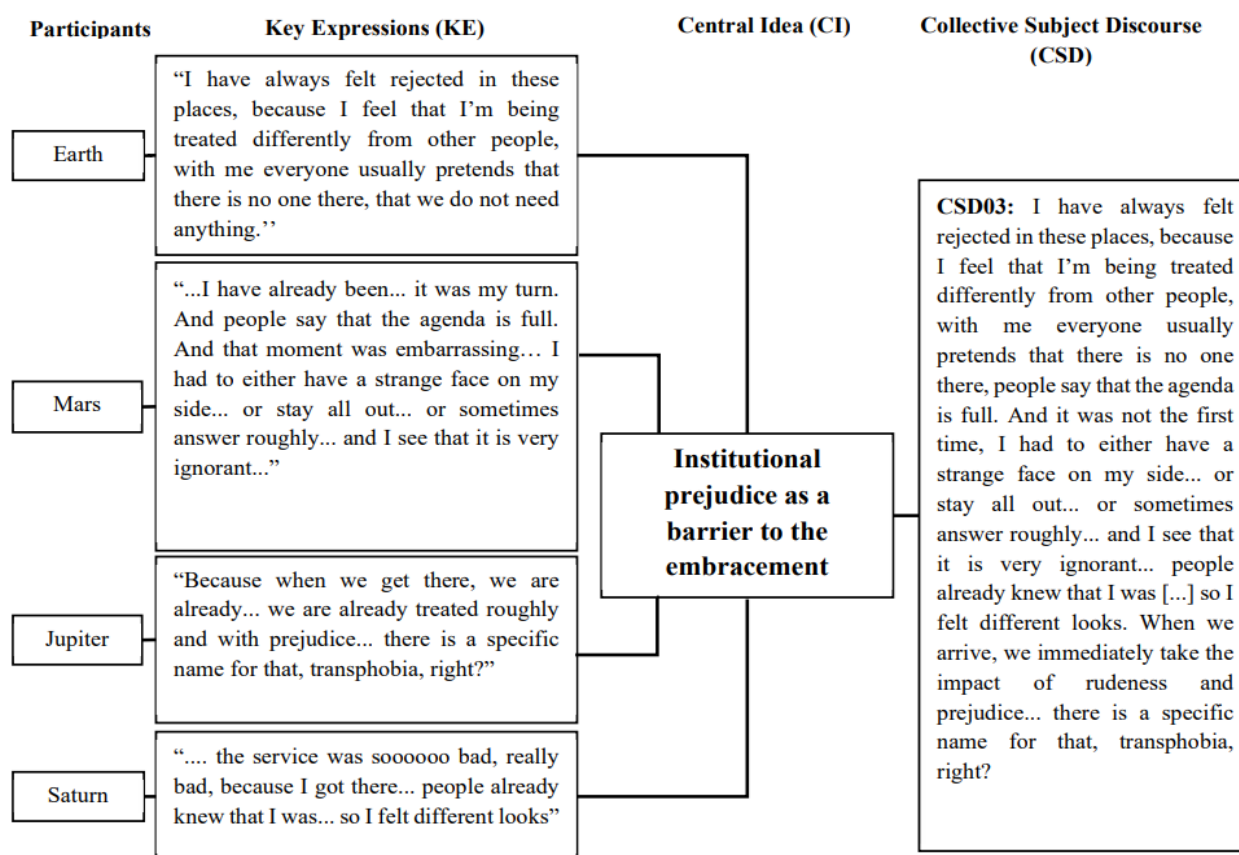 Participants
Key Expressions (KE)
Central Idea (CI)
Collective Subject Discourse
(CSD)
Earth
“I have always felt rejected in these
places, because I feel that I’m being
treated differently from other people,
with me everyone usually pretends that
there is no one there, that we do not need
anything.’’
Mars
“...I have already been... it was my turn.
And people say that the agenda is full.
And that moment was embarrassing… I
had to either have a strange face on my
side... or stay all out... or sometimes
answer roughly... and I see that it is very
ignorant...”
Jupiter
“Because when we get there, we are
already... we are already treated roughly
and with prejudice... there is a specific
name for that, transphobia, right?”
Saturn
“.... the service was soooooo bad, really
bad, because I got there... people already
knew that I was... so I felt different looks”
Institutional
prejudice as a
barrier to the
embracement
CSD03: I have always felt
rejected in these places, because
I feel that I’m being treated
differently from other people,
with me everyone usually
pretends that there is no one
there, people say that the agenda
is full. And it was not the first
time, I had to either have a
strange face on my side... or
stay all out... or sometimes
answer roughly... and I see that
it is very ignorant... people
already knew that I was [...] so I
felt different looks. When we
arrive, we immediately take the
impact of rudeness and
prejudice... there is a specific
name for that, transphobia,
right?